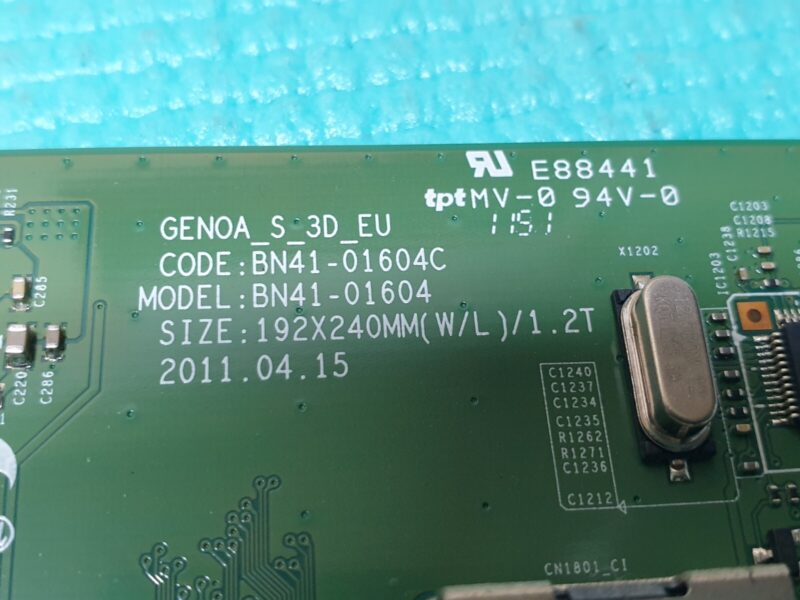 E88441
tpt MV-0 94V-0
1151
GENOA_S_3D_EU
CODE:BN41-01604C
MODEL:BN41-01604
SIZE:192X240MM(W/L)/1.2T
2011.04.15
R231
C285
C220
C286
X1202
C1203
C1208
R1215
C1238
IC1203
C1240
C1237
C1234
C1235
R1262
R1271
C1236
C1212
CN1801_CI